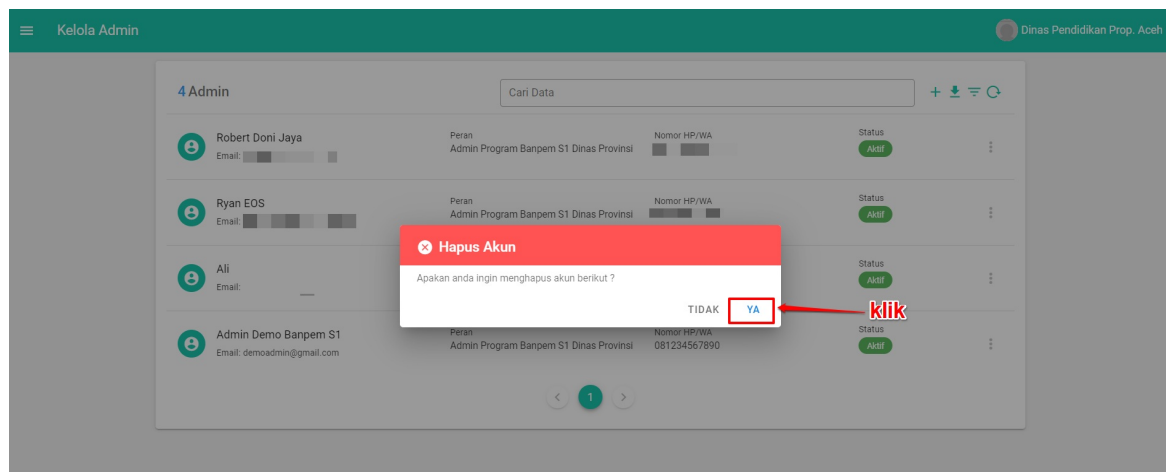 Kelola Admin
Dinas Pendidikan Prop. Aceh
4 Admin
Cari Data
Robert Doni Jaya
Email:
Peran
Admin Program Banpem S1 Dinas Provinsi
Nomor HP/WA
Status
Aktif
Ryan EOS
Email:
Peran
Admin Program Banpem S1 Dinas Provinsi
Nomor HP/WA
Status
Aktif
Hapus Akun
Apakan anda ingin menghapus akun berikut ?
TIDAK
YA
klik
Ali
Email:
Status
Aktif
Admin Demo Banpem S1
Email: demoadmin@gmail.com
Peran
Admin Program Banpem S1 Dinas Provinsi
Nomor HP/WA
081234567890
Status
Aktif
1